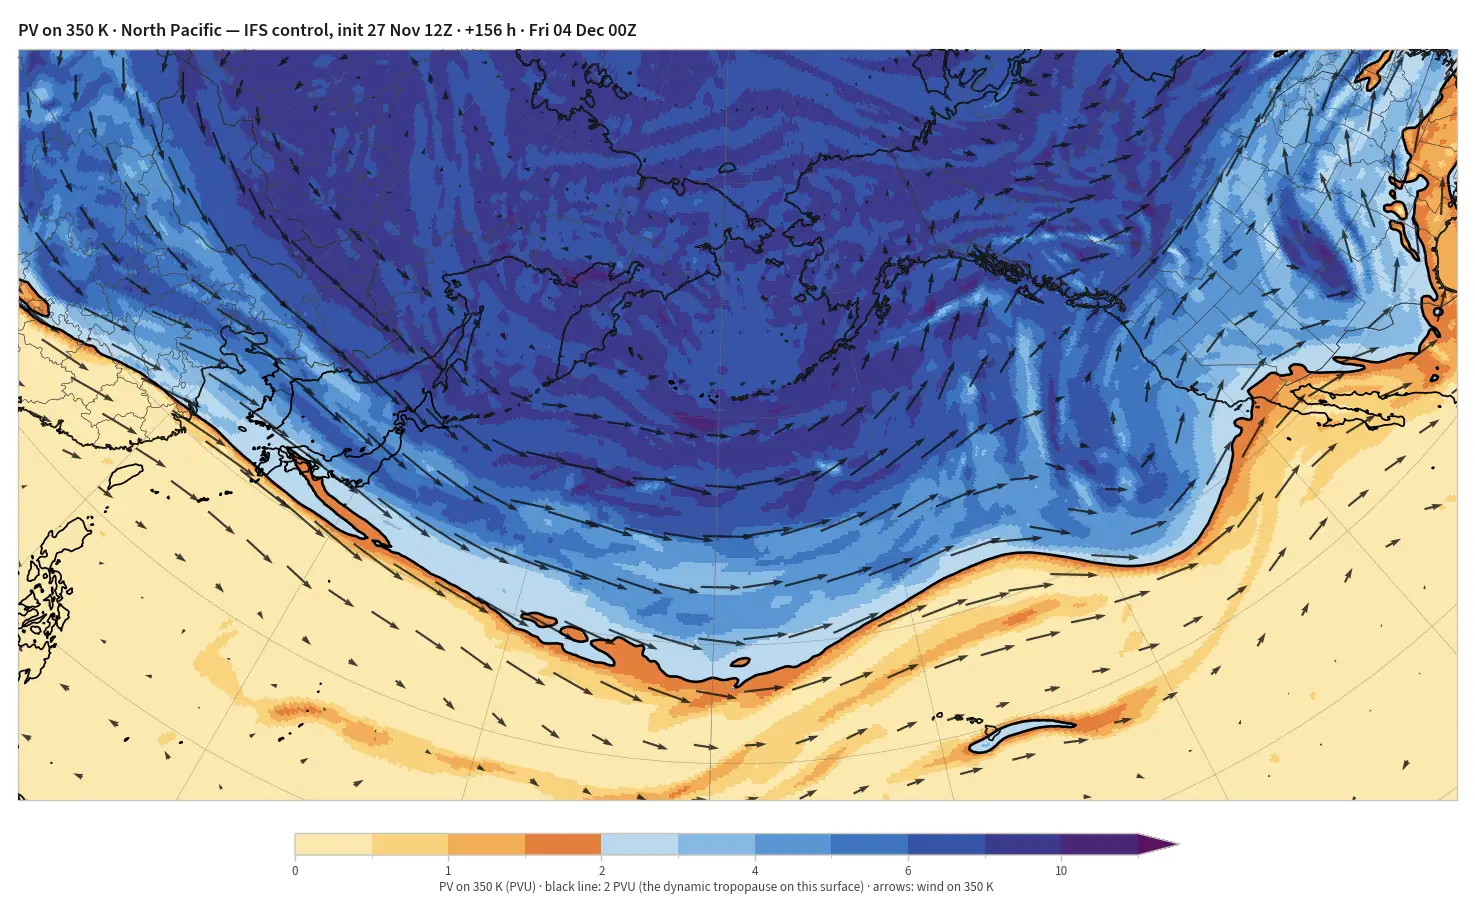 PV on 350 K · North Pacific — IFS control, init 27 Nov 12Z · +156 h · Fri 04 Dec 00Z
0 1 2 4 6 10
PV on 350 K (PVU) · black line: 2 PVU (the dynamic tropopause on this surface) · arrows: wind on 350 K